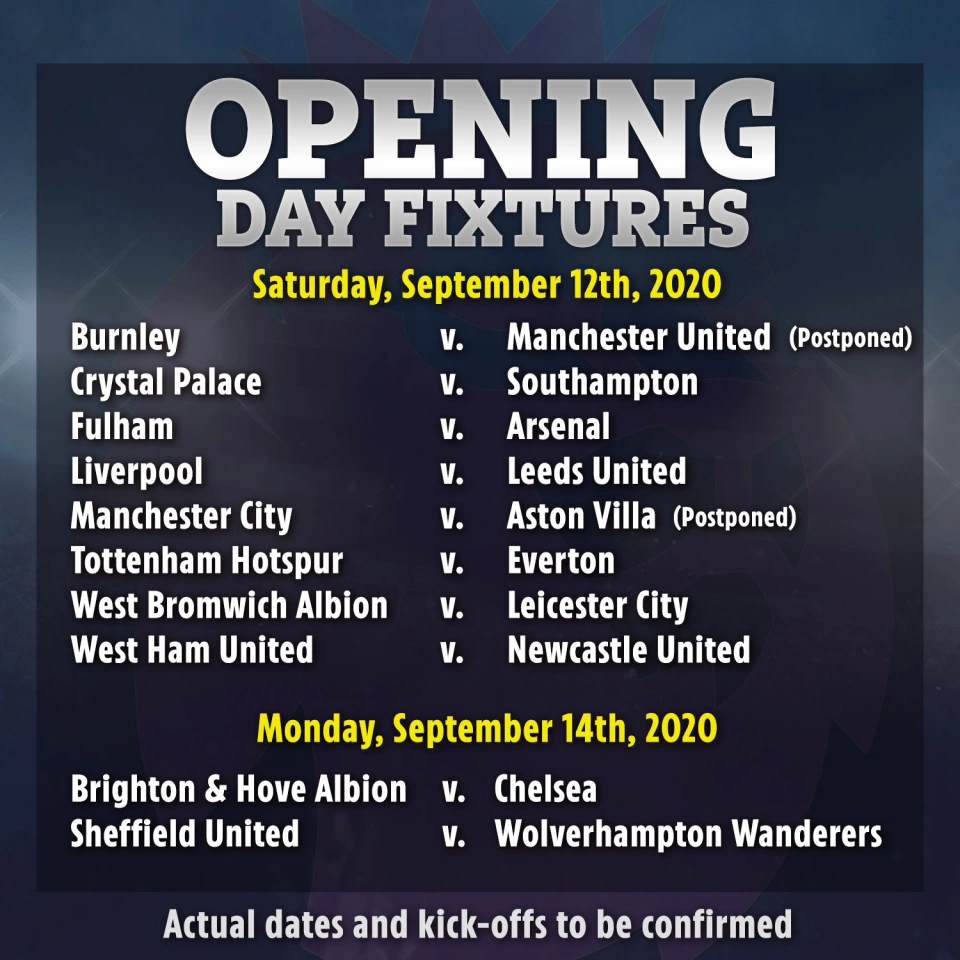 OPENING
DAY FIXTURES
Saturday, September 12th, 2020
Burnley v. Manchester United (Postponed)
Crystal Palace v. Southampton
Fulham v. Arsenal
Liverpool v. Leeds United
Manchester City v. Aston Villa (Postponed)
Tottenham Hotspur v. Everton
West Bromwich Albion v. Leicester City
West Ham United v. Newcastle United
Monday, September 14th, 2020
Brighton & Hove Albion v. Chelsea
Sheffield United v. Wolverhampton Wanderers
Actual dates and kick-offs to be confirmed